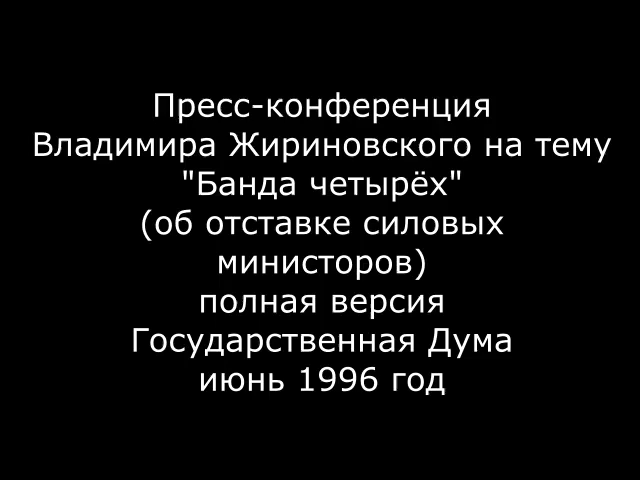 Пресс-конференция
Владимира Жириновского на тему
"Банда четырёх"
(об отставке силовых
министоров)
полная версия
Государственная Дума
июнь 1996 год